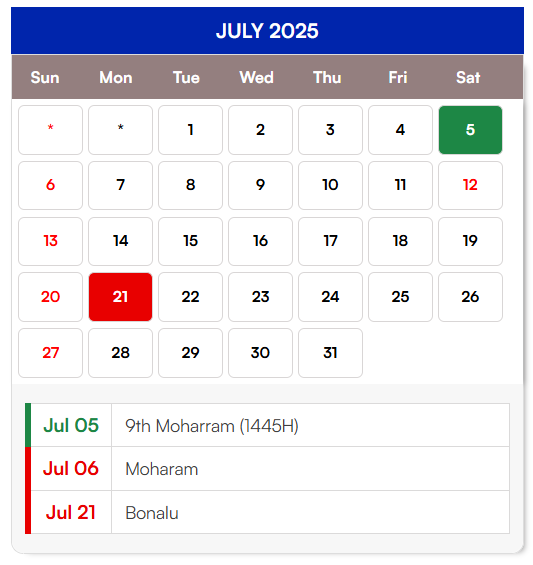 JULY 2025
Sun Mon Tue Wed Thu Fri Sat
* * 1 2 3 4 5
6 7 8 9 10 11 12
13 14 15 16 17 18 19
20 21 22 23 24 25 26
27 28 29 30 31
Jul 05 9th Moharram (1445H)
Jul 06 Moharam
Jul 21 Bonalu